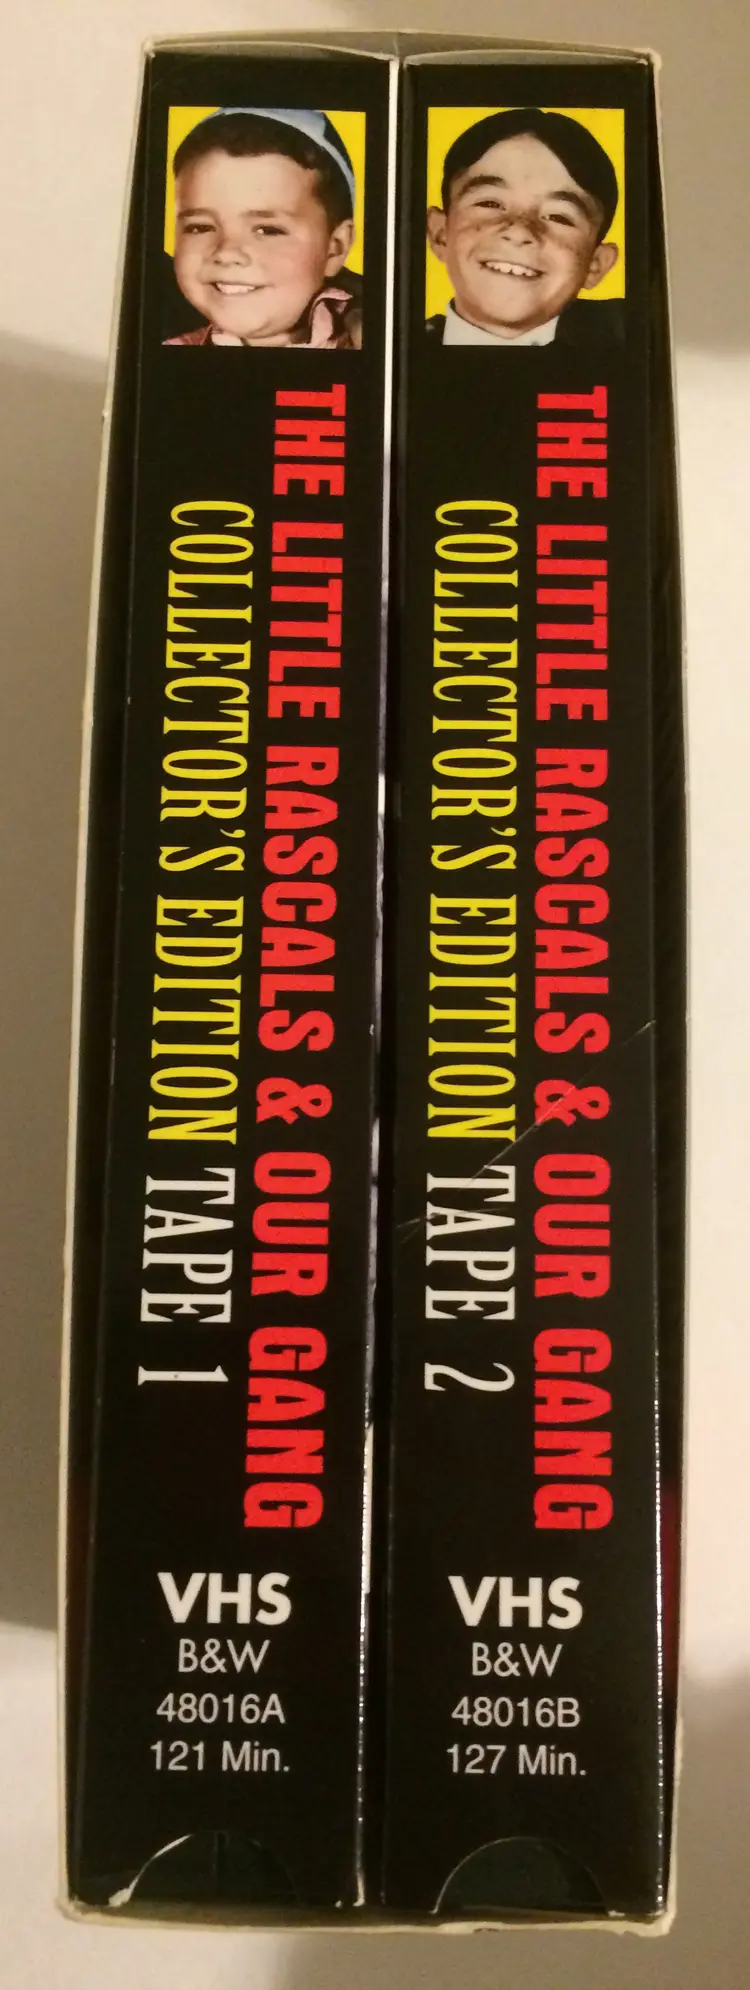 THE LITTLE RASCALS & OUR GANG
COLLECTOR'S EDITION TAPE 1
VHS
B&W
48016A
121 Min.
THE LITTLE RASCALS & OUR GANG
COLLECTOR'S EDITION TAPE 2
VHS
B&W
48016B
127 Min.